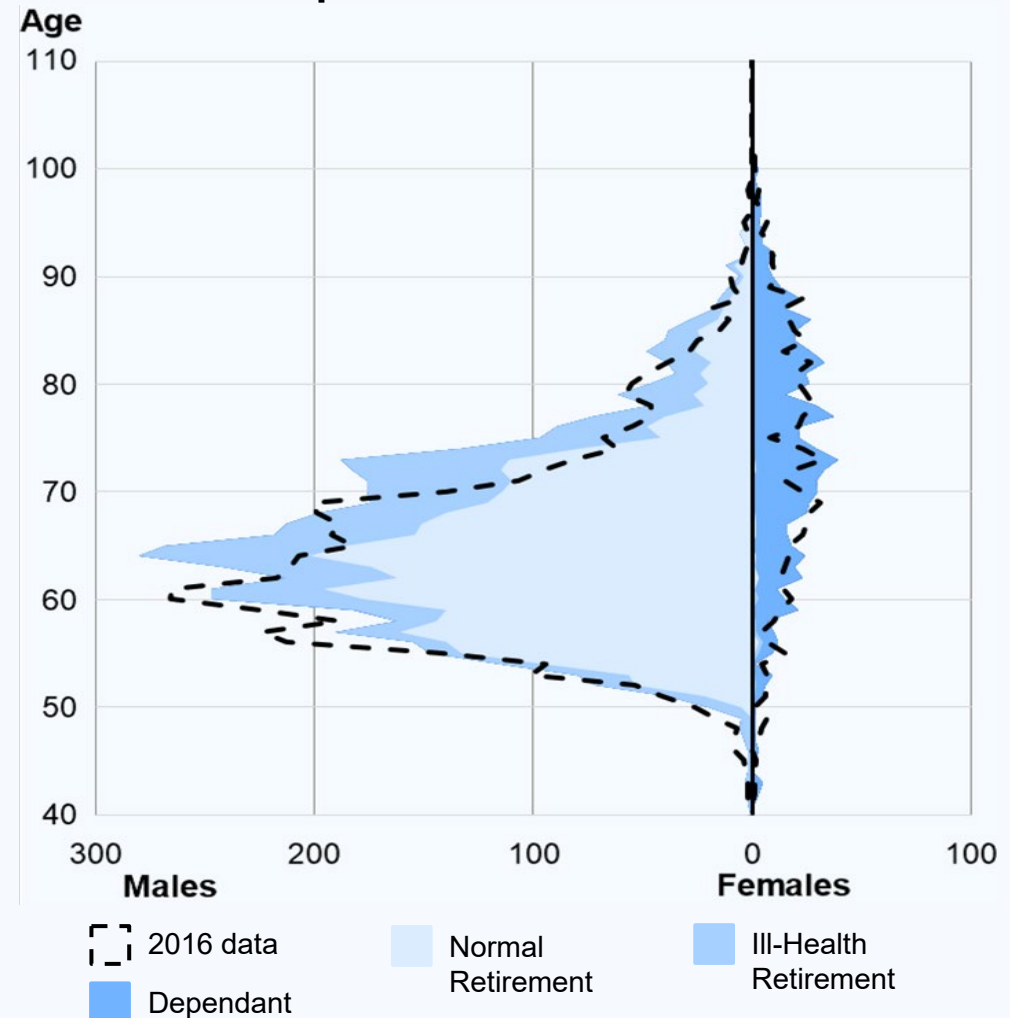 Age
110
100
90
80
70
60
50
40
300 200 100 0 100
Males Females
2016 data
Normal
Retirement
Ill-Health
Retirement
Dependant